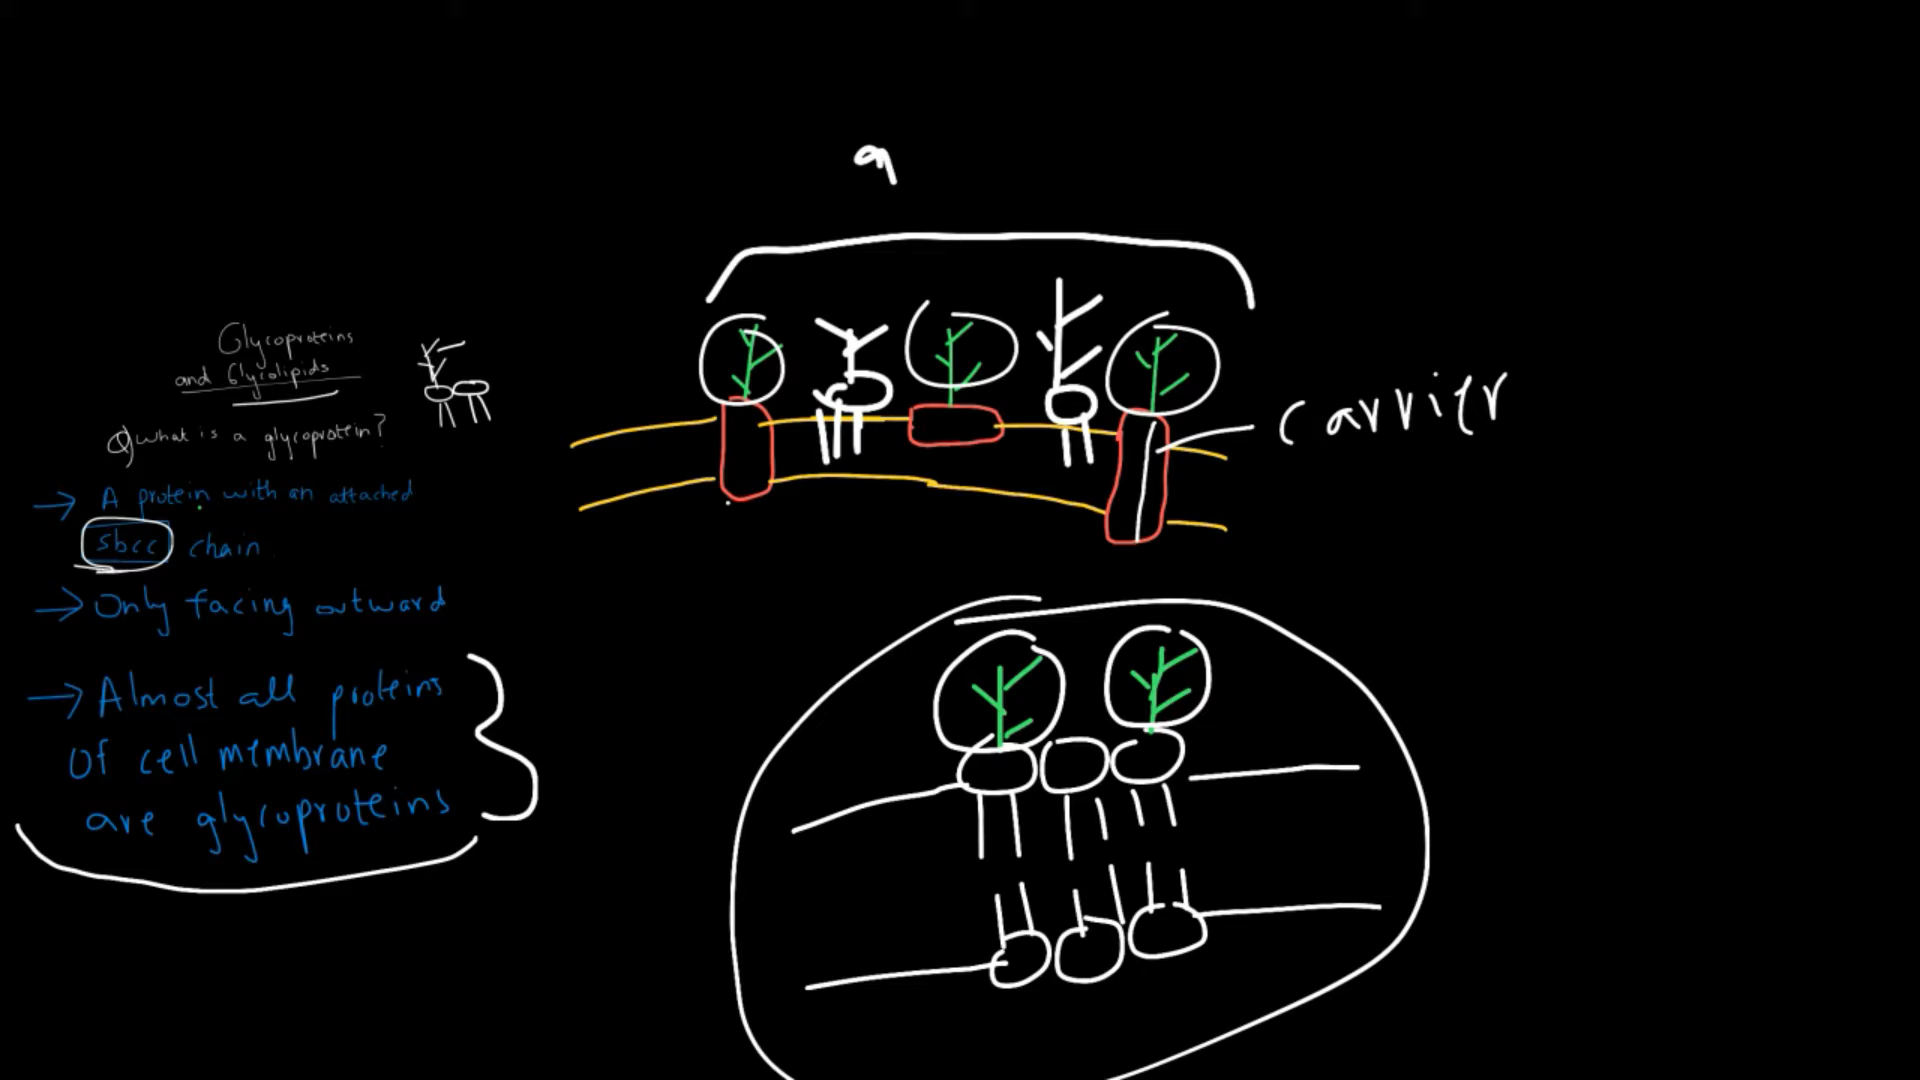 Glycoproteins
and Glycolipids
Q) What is a glycoprotein?
→ A protein with an attached
sbcc chain.
→ Only facing outward
→ Almost all proteins
of cell membrane
are glycoproteins
a
carrier